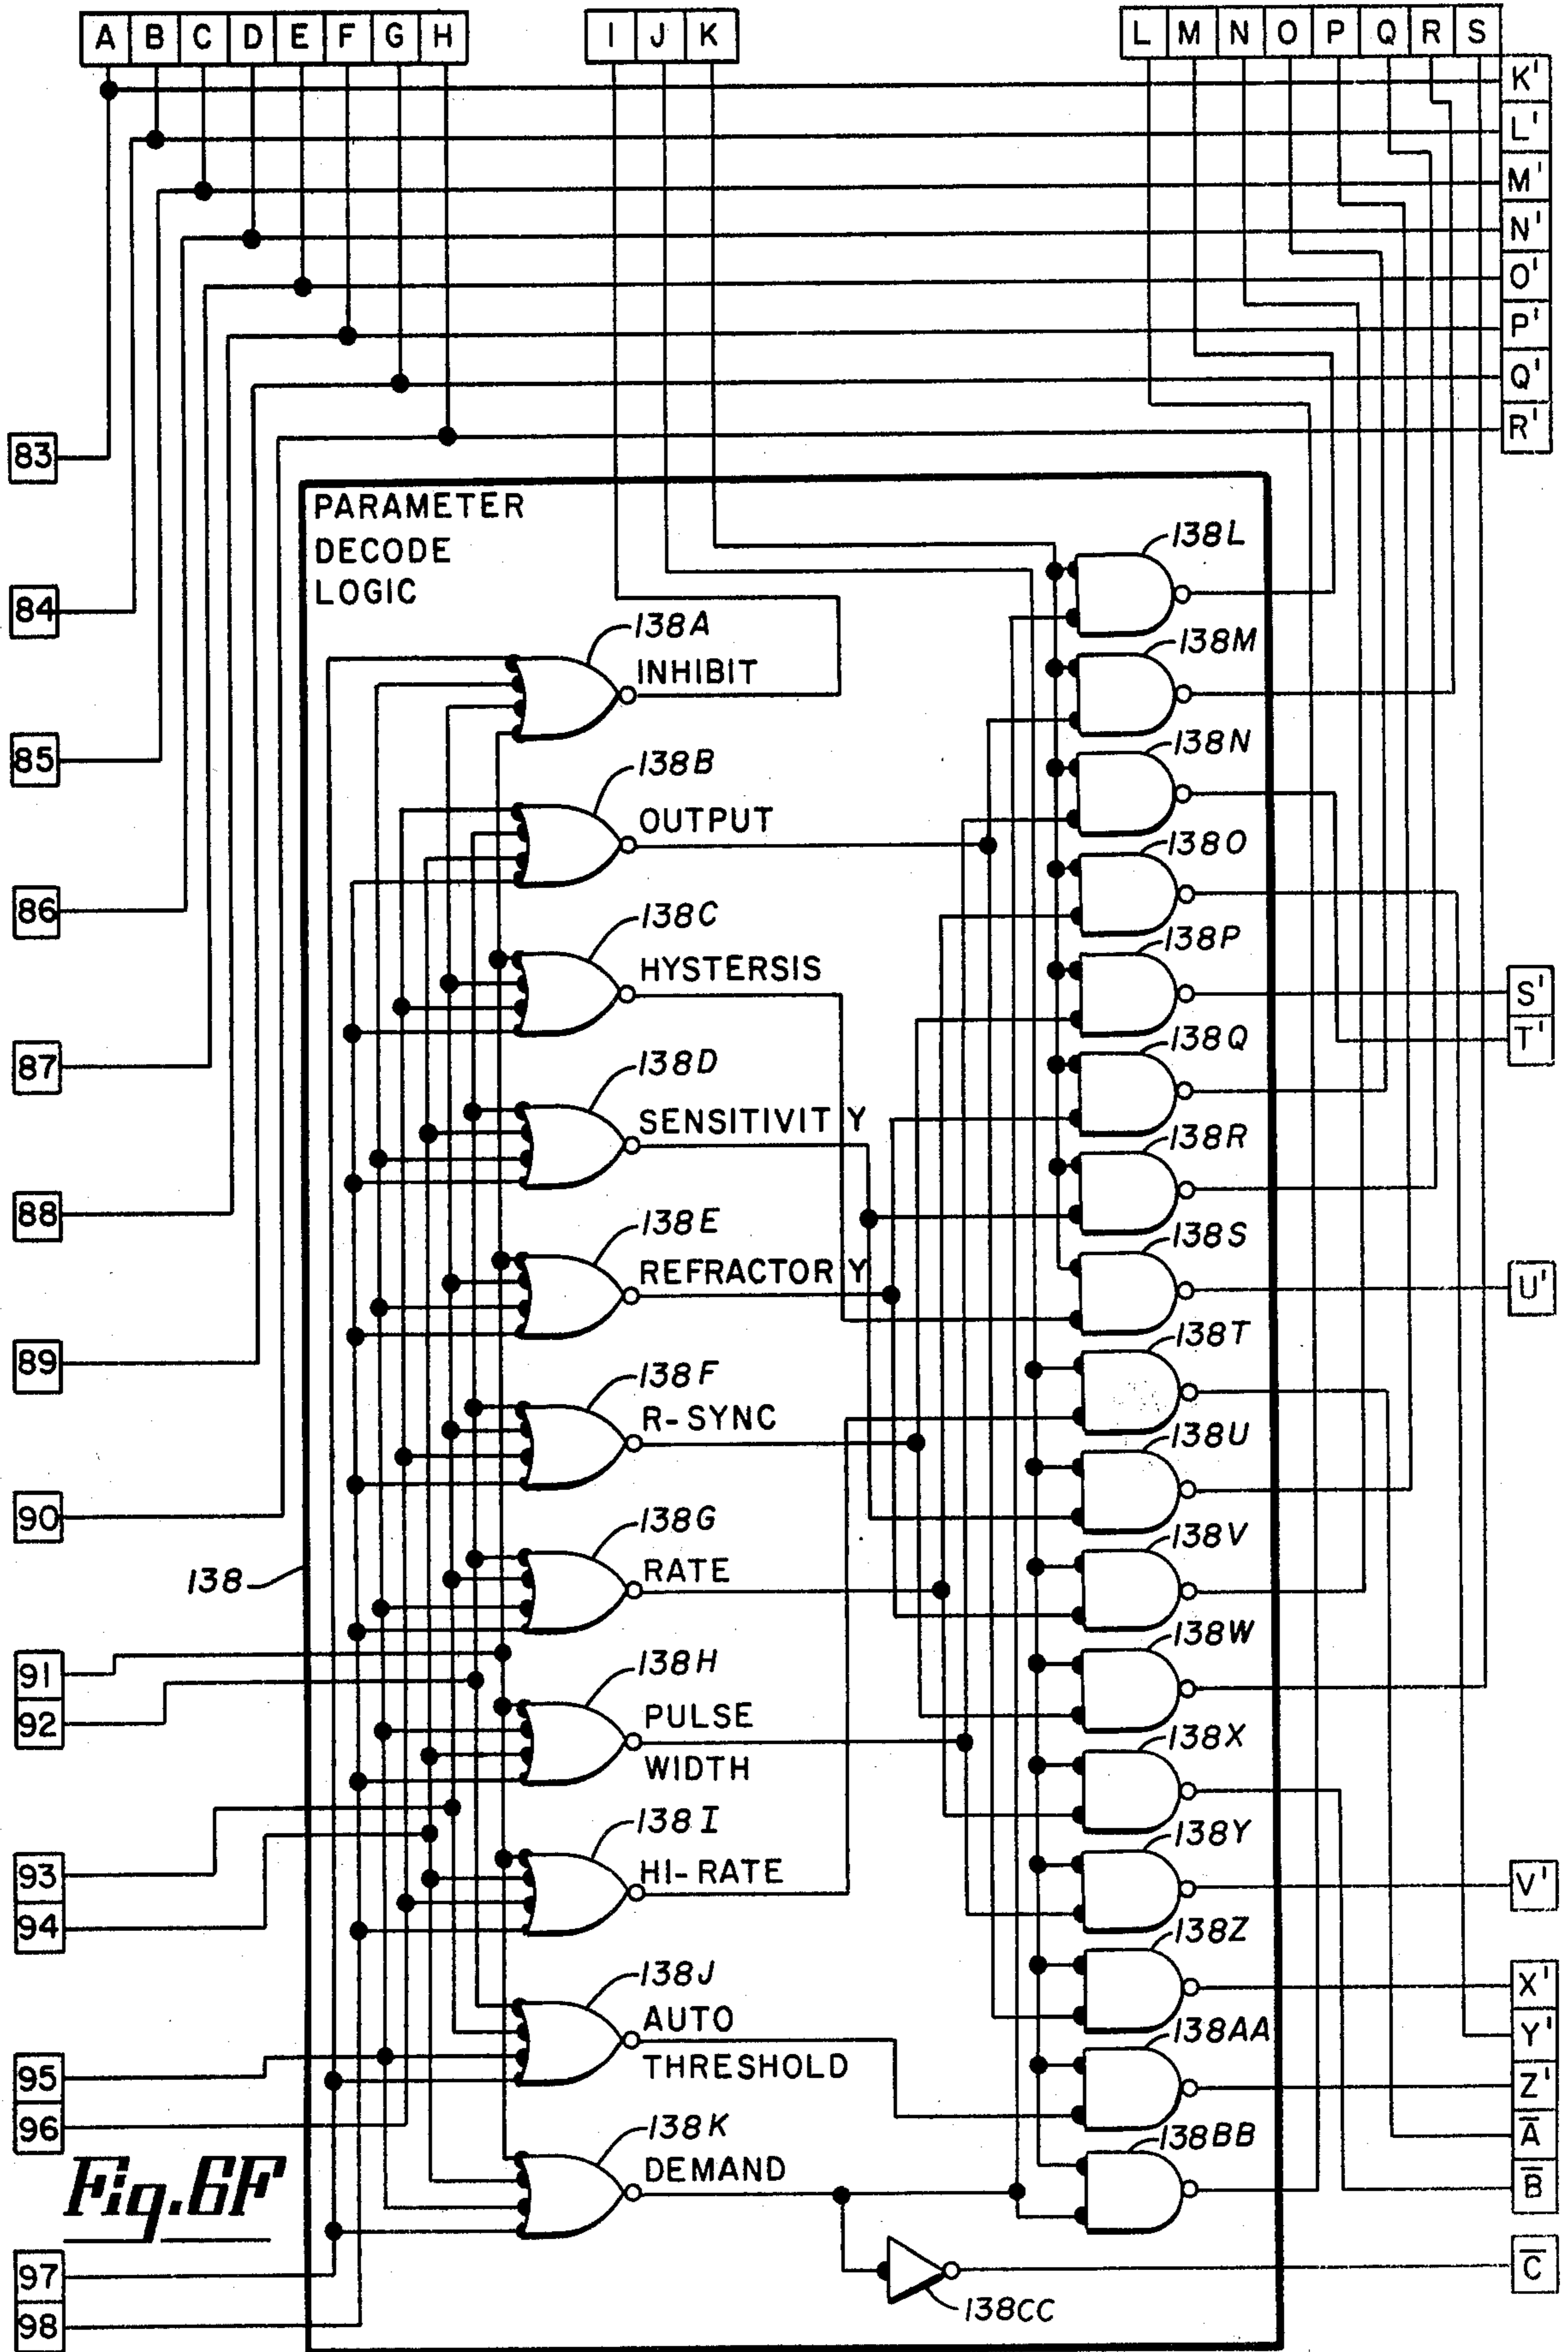 A B C D E F G H I J K L M N O P Q R S
K'
L'
M'
N'
O'
P'
Q'
R'
83
PARAMETER
DECODE
LOGIC
138L
84
138A
INHIBIT
138M
85
138B
OUTPUT
138N
138O
86
138C
HYSTERSIS
138P
S'
T'
87
138D
SENSITIVITY
138Q
138R
88
138E
REFRACTORY
138S
U'
89
138F
R-SYNC
138T
138U
90
138
138G
RATE
138V
91
92
138H
PULSE
WIDTH
138W
138X
93
94
138I
HI-RATE
138Y
V'
138Z
95
96
138J
AUTO
THRESHOLD
138AA
X'
Y'
Z'
A̅
B̅
138K
DEMAND
138BB
Fig.6F
97
98
138CC
C̅